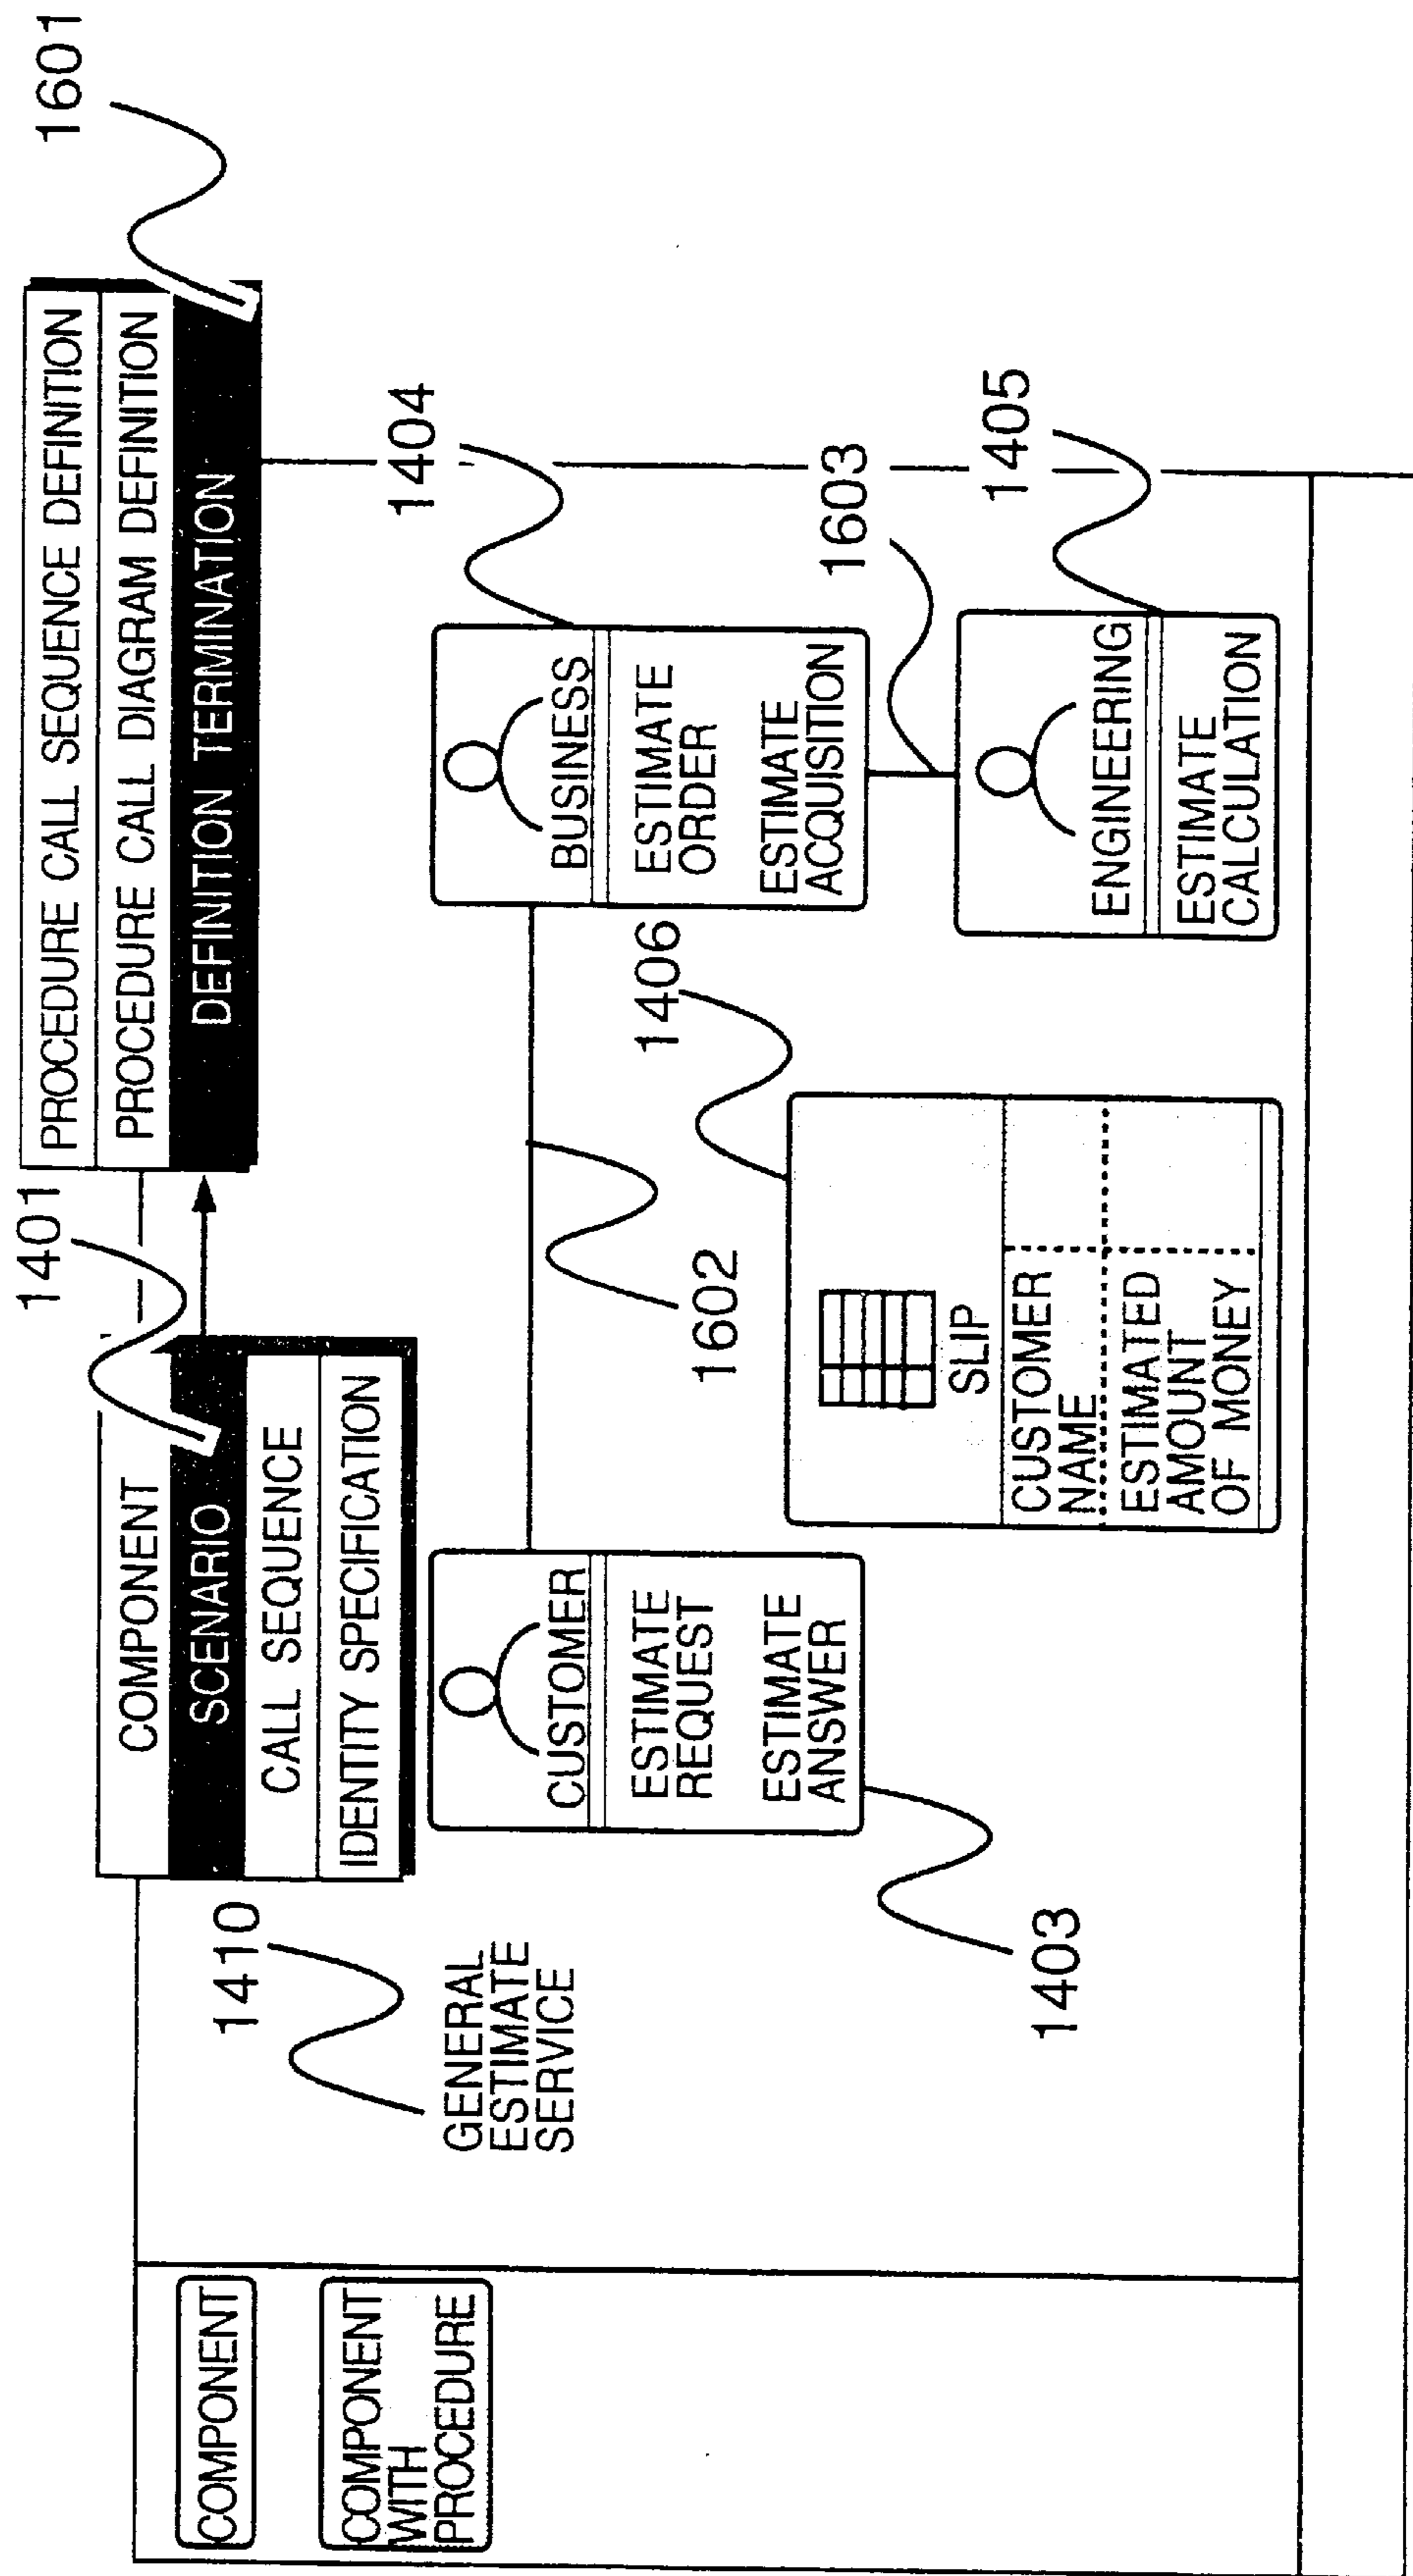 1601
PROCEDURE CALL SEQUENCE DEFINITION
PROCEDURE CALL DIAGRAM DEFINITION
DEFINITION TERMINATION
1401
COMPONENT
SCENARIO
CALL SEQUENCE
IDENTITY SPECIFICATION
1410
GENERAL
ESTIMATE
SERVICE
COMPONENT
COMPONENT
WITH
PROCEDURE
CUSTOMER
ESTIMATE
REQUEST
ESTIMATE
ANSWER
1403
1602
1404
BUSINESS
ESTIMATE
ORDER
ESTIMATE
ACQUISITION
1603
1406
SLIP
CUSTOMER
NAME
ESTIMATED
AMOUNT
OF MONEY
1405
ENGINEERING
ESTIMATE
CALCULATION